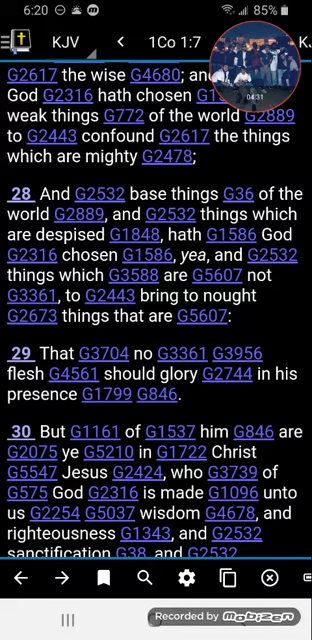 6:20 85%
KJV 1Co 1:7
G2617 the wise G4680; and
God G2316 hath chosen
weak things G772 of the world G2889
to G2443 confound G2617 the things
which are mighty G2478;
28 And G2532 base things G36 of the
world G2889, and G2532 things which
are despised G1848, hath G1586 God
G2316 chosen G1586, yea, and G2532
things which G3588 are G5607 not
G3361, to G2443 bring to nought
G2673 things that are G5607:
29 That G3704 no G3361 G3956
flesh G4561 should glory G2744 in his
presence G1799 G846.
30 But G1161 of G1537 him G846 are
G2075 ye G5210 in G1722 Christ
G5547 Jesus G2424, who G3739 of
G575 God G2316 is made G1096 unto
us G2254 G5037 wisdom G4678, and
righteousness G1343, and G2532
sanctification G38, and G2532
04:31
Recorded by mobizen